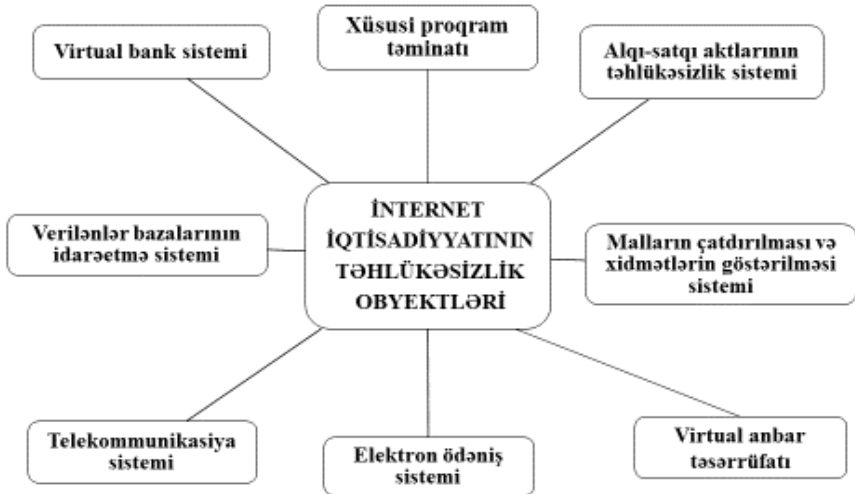 Virtual bank sistemi
Xüsusi proqram
təminatı
Alqı-satqı aktlarının
təhlükəsizlik sistemi
Verilənlər bazalarının
idarəetmə sistemi
İNTERNET
İQTİSADİYYATININ
TƏHLÜKƏSİZLİK
OBYEKTLƏRİ
Malların çatdırılması və
xidmətlərin göstərilməsi
sistemi
Telekommunikasiya
sistemi
Elektron ödəniş
sistemi
Virtual anbar
təsərrüfatı